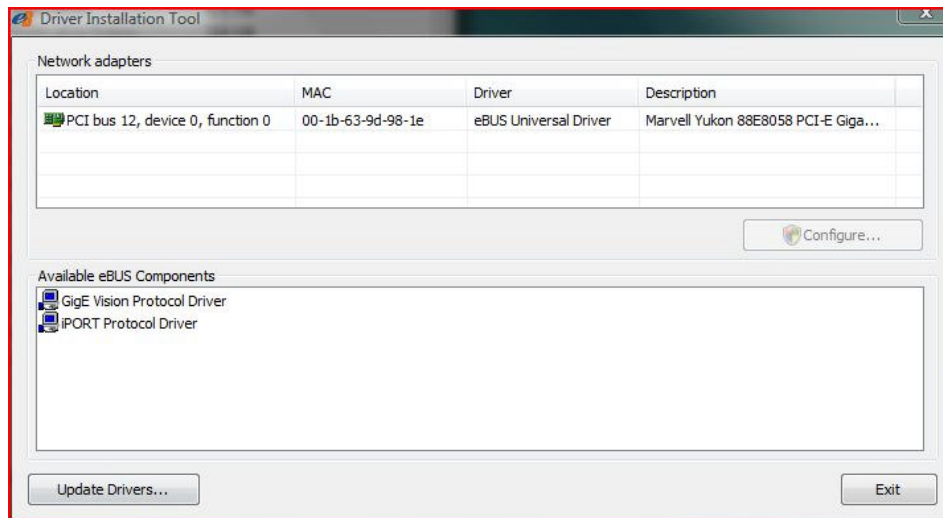 Driver Installation Tool
Network adapters
Location MAC Driver Description
PCI bus 12, device 0, function 0 00-1b-63-9d-98-1e eBUS Universal Driver Marvell Yukon 88E8058 PCI-E Giga...
Configure...
Available eBUS Components
GigE Vision Protocol Driver
iPORT Protocol Driver
Update Drivers... Exit